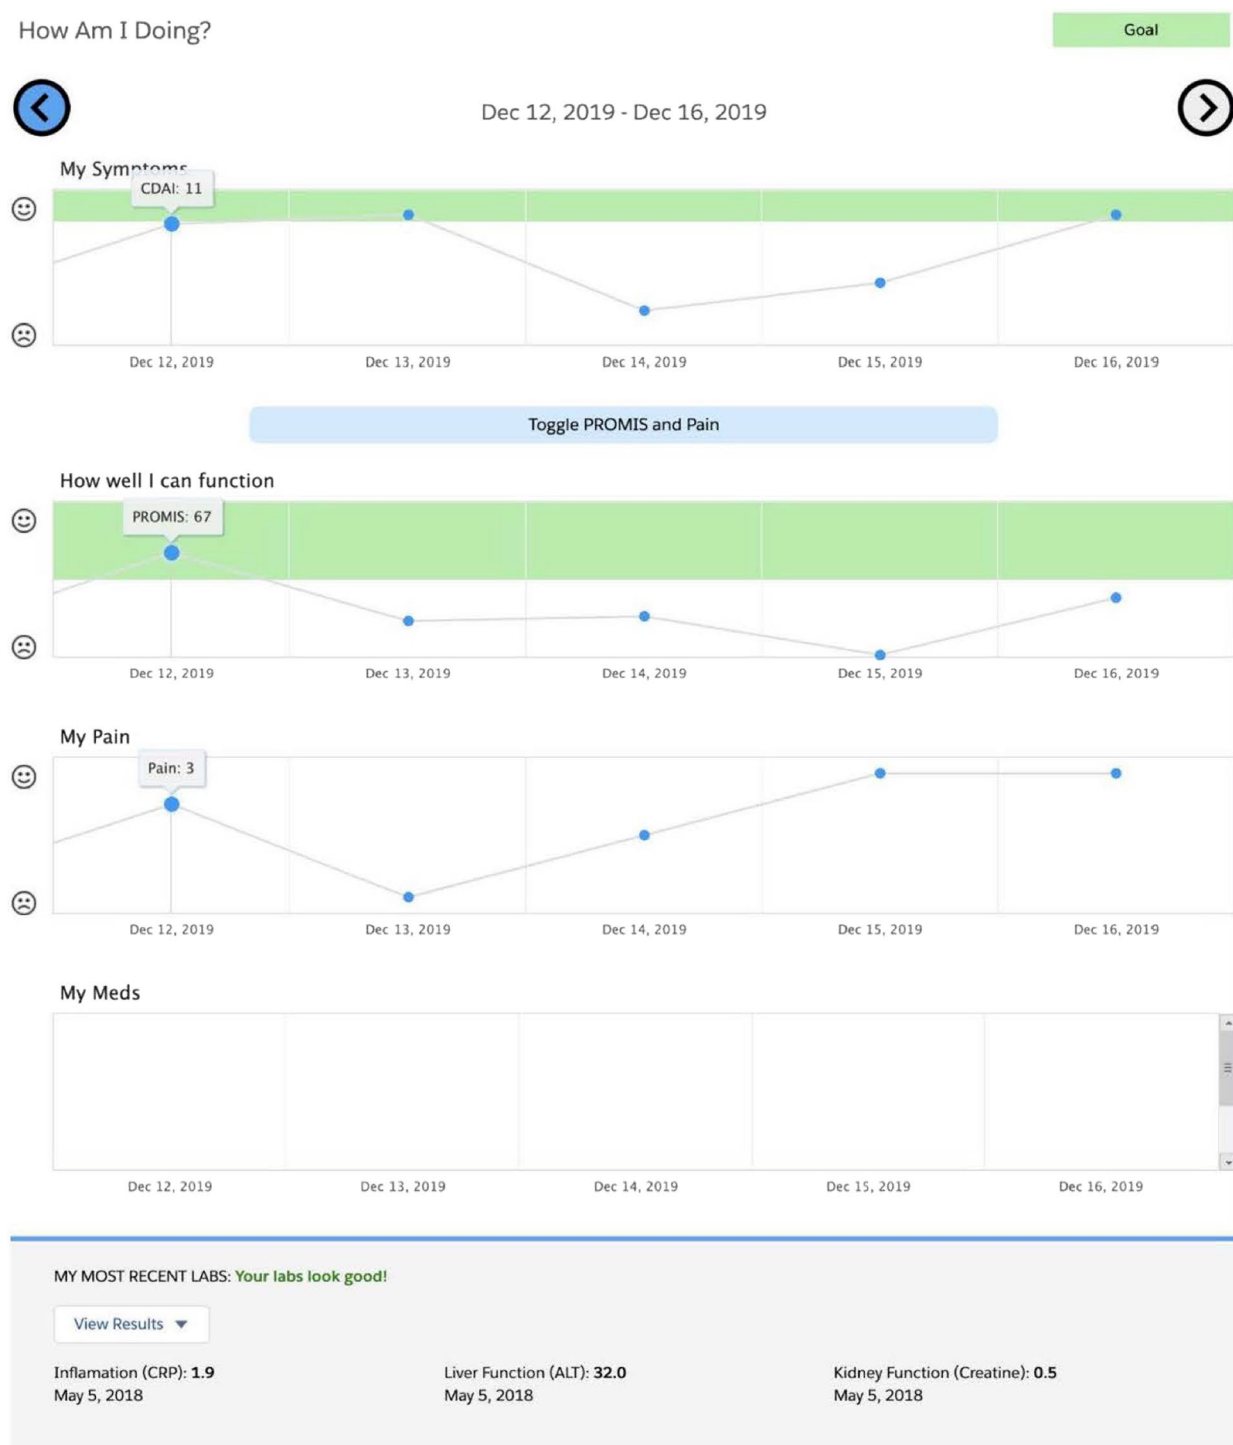 How Am I Doing?
Goal
Dec 12, 2019 - Dec 16, 2019
My Symptoms
CDAI: 11
Dec 12, 2019 Dec 13, 2019 Dec 14, 2019 Dec 15, 2019 Dec 16, 2019
Toggle PROMIS and Pain
How well I can function
PROMIS: 67
Dec 12, 2019 Dec 13, 2019 Dec 14, 2019 Dec 15, 2019 Dec 16, 2019
My Pain
Pain: 3
Dec 12, 2019 Dec 13, 2019 Dec 14, 2019 Dec 15, 2019 Dec 16, 2019
My Meds
Dec 12, 2019 Dec 13, 2019 Dec 14, 2019 Dec 15, 2019 Dec 16, 2019
MY MOST RECENT LABS: Your labs look good!
View Results
Inflamation (CRP): 1.9 Liver Function (ALT): 32.0 Kidney Function (Creatine): 0.5
May 5, 2018 May 5, 2018 May 5, 2018